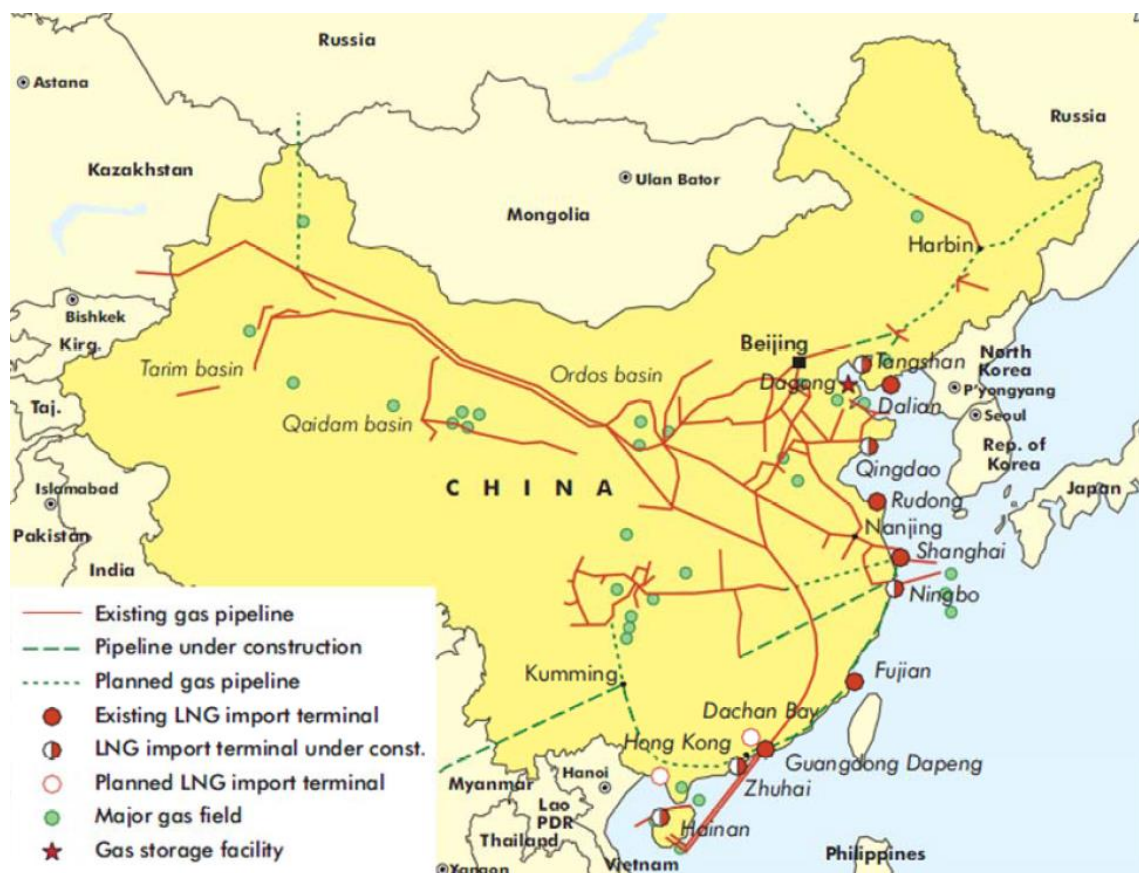 Russia
Astana
Russia
Kazakhstan
Ulan Bator
Mongolia
Harbin
Bishkek
Kirg.
Beijing
Tangshan
North
Korea
Tarim basin
Ordos basin
Dagong
P'yongyang
Taj.
Dalian
Seoul
Qaidam basin
Rep. of
Korea
Qingdao
CHINA
Islamabad
Japan
Rudong
Pakistan
Nanjing
Shanghai
India
Ningbo
Existing gas pipeline
Pipeline under construction
Planned gas pipeline
Existing LNG import terminal
LNG import terminal under const.
Planned LNG import terminal
Major gas field
Gas storage facility
Kumming
Fujian
Dachan Bay
Hong Kong
Guangdong Dapeng
Myanmar
Hanoi
Zhuhai
Lao
PDR
Hainan
Thailand
Vietnam
Philippines